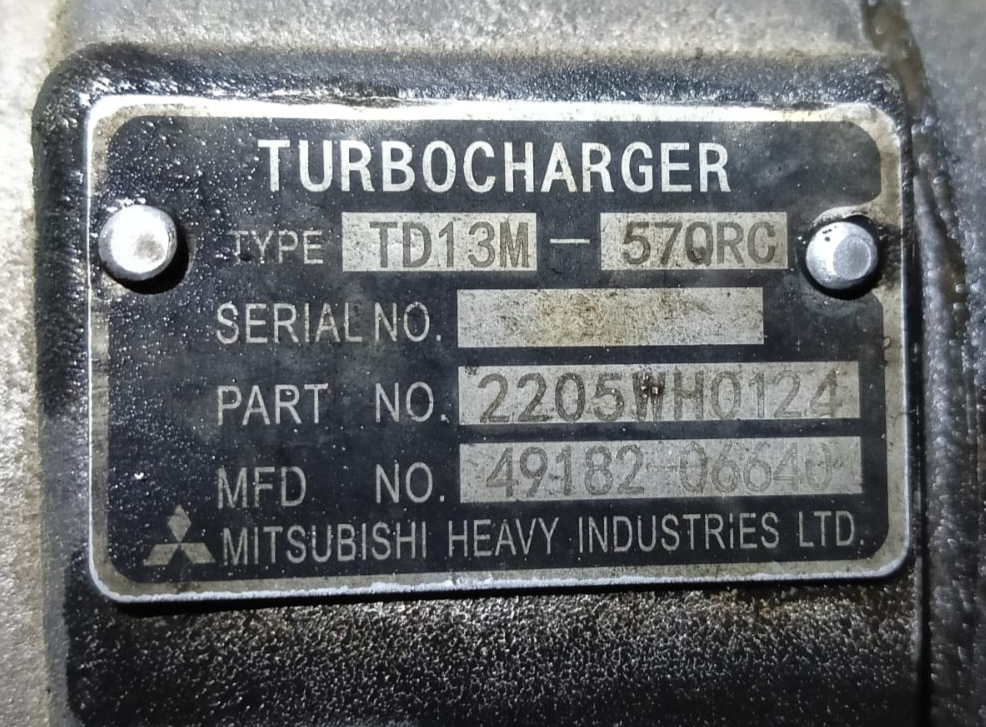 TURBOCHARGER
TYPE TD13M - 57QRC
SERIAL NO.
PART NO. 2205WH0124
MFD NO. 49182-06640
MITSUBISHI HEAVY INDUSTRIES LTD.